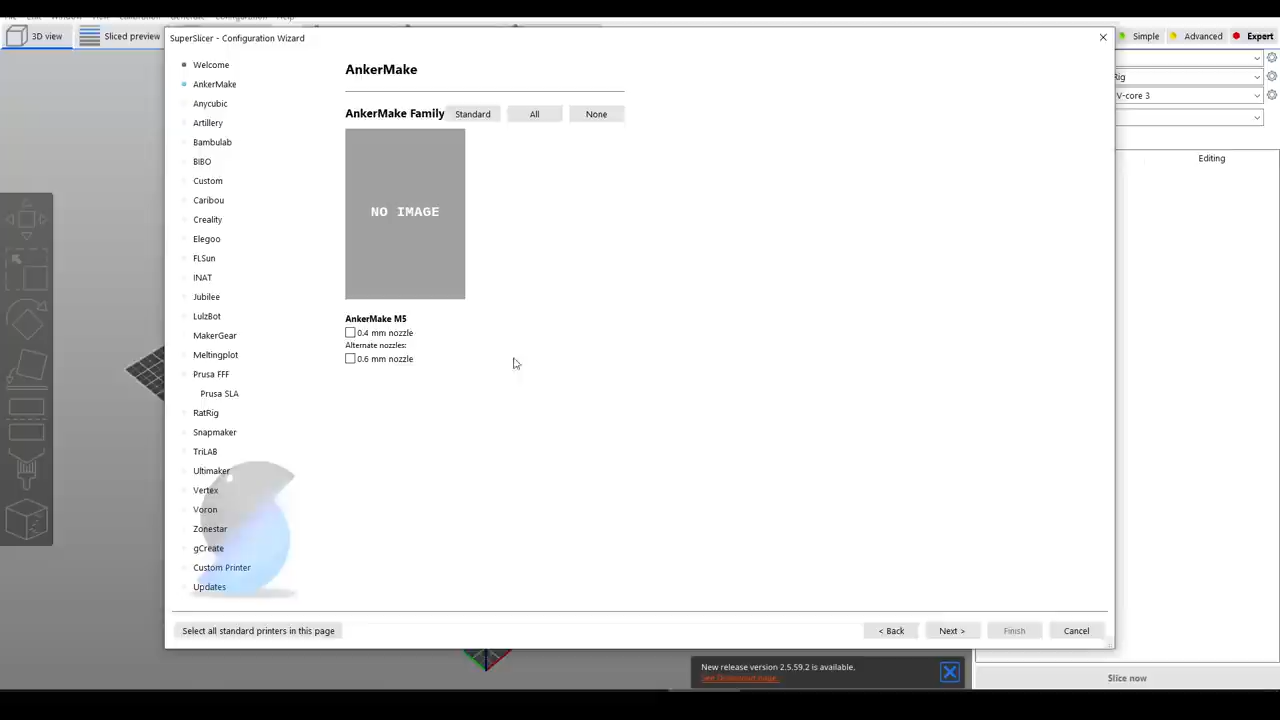 3D view
Sliced preview
Simple
Advanced
Expert
SuperSlicer - Configuration Wizard
Rig
V-core 3
Editing
Welcome
AnkerMake
Anycubic
Artillery
Bambulab
BIBO
Custom
Caribou
Creality
Elegoo
FLSun
INAT
Jubilee
LulzBot
MakerGear
Meltingplot
Prusa FFF
Prusa SLA
RatRig
Snapmaker
TriLAB
Ultimaker
Vertex
Voron
Zonestar
gCreate
Custom Printer
Updates
AnkerMake
AnkerMake Family
Standard
All
None
NO IMAGE
AnkerMake M5
0.4 mm nozzle
Alternate nozzles:
0.6 mm nozzle
Select all standard printers in this page
< Back
Next >
Finish
Cancel
New release version 2.5.59.2 is available.
See Releases page.
Slice now